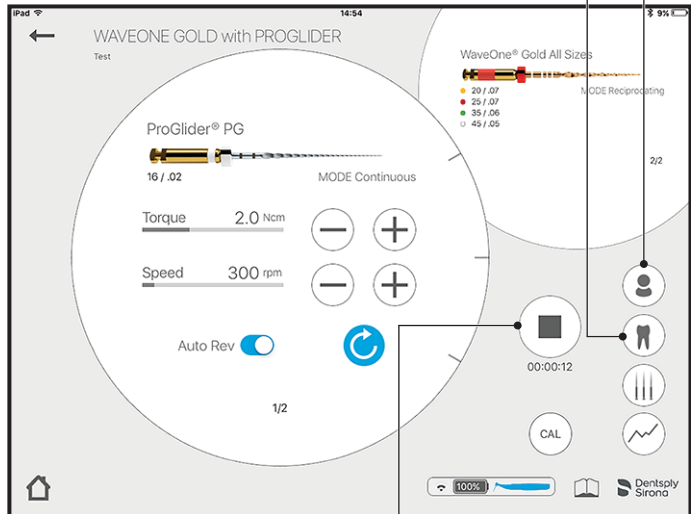 iPad 14:54 9%
WAVEONE GOLD with PROGLIDER
Test
WaveOne® Gold All Sizes
20 / .07
MODE Reciprocating
25 / .07
35 / .06
45 / .05
2/2
ProGlider® PG
16 / .02
MODE Continuous
Torque 2.0 Ncm
Speed 300 rpm
Auto Rev
1/2
00:00:12
CAL
100%
Dentsply
Sirona